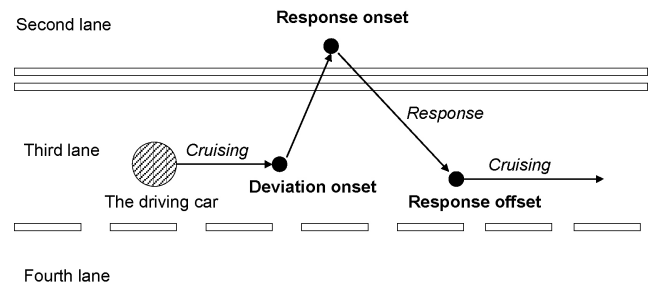 Response onset
Second lane
Response
Third lane
Cruising
Cruising
Deviation onset
The driving car
Response offset
Fourth lane